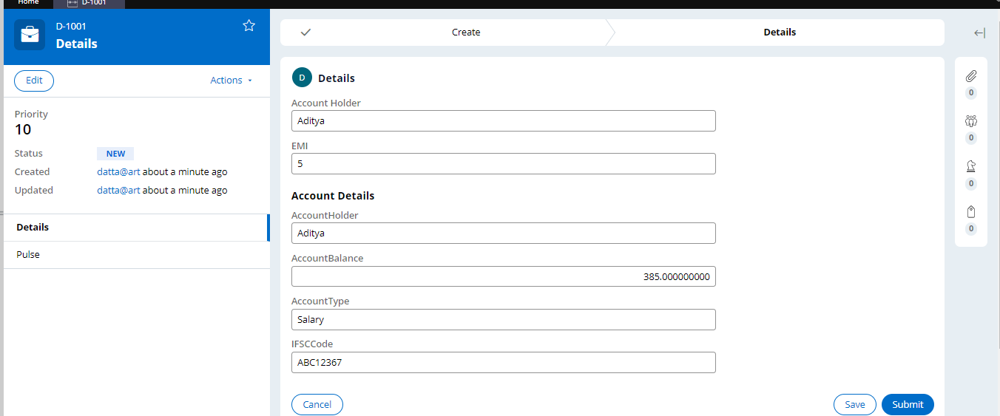 Home
D-1001
D-1001
Details
Edit
Actions
Priority
10
Status NEW
Created datta@art about a minute ago
Updated datta@art about a minute ago
Details
Pulse
Create
Details
D Details
Account Holder
Aditya
EMI
5
Account Details
AccountHolder
Aditya
AccountBalance
385.000000000
AccountType
Salary
IFSCCode
ABC12367
Cancel
Save
Submit
0
0
0
0